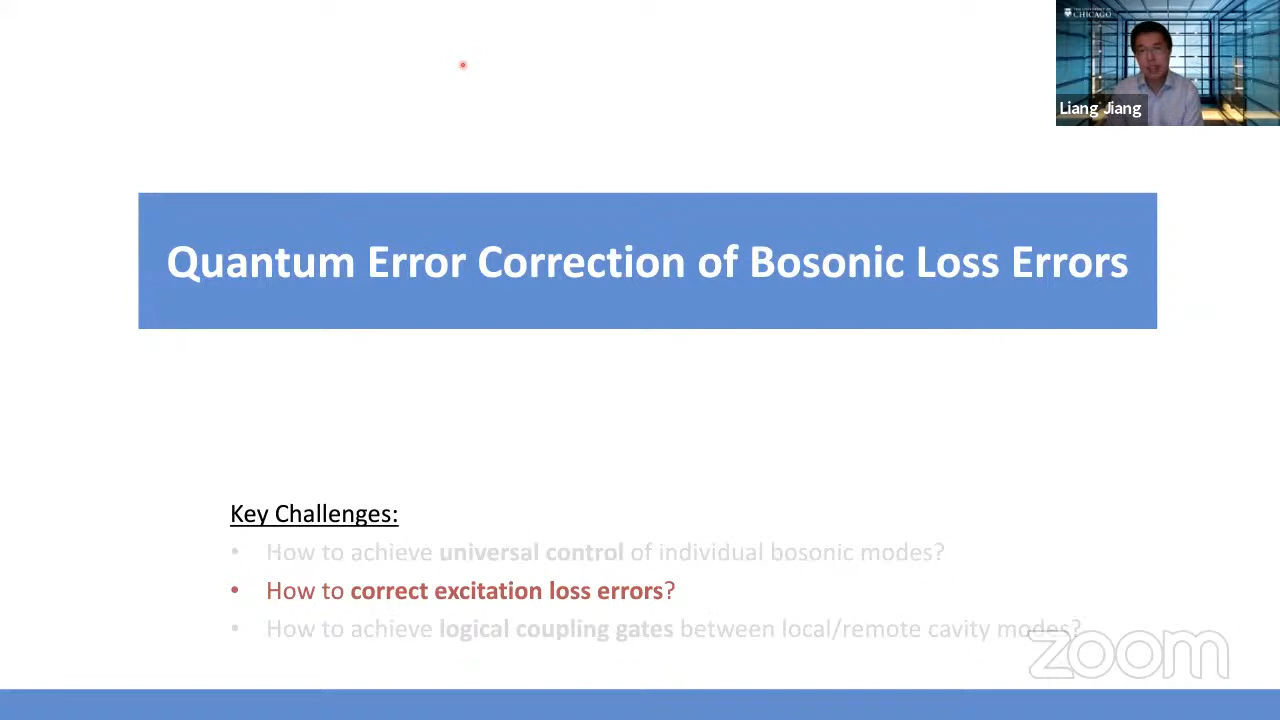 CHICAGO
Liang Jiang
Quantum Error Correction of Bosonic Loss Errors
Key Challenges:
• How to achieve universal control of individual bosonic modes?
• How to correct excitation loss errors?
• How to achieve logical coupling gates between local/remote cavity modes?
zoom